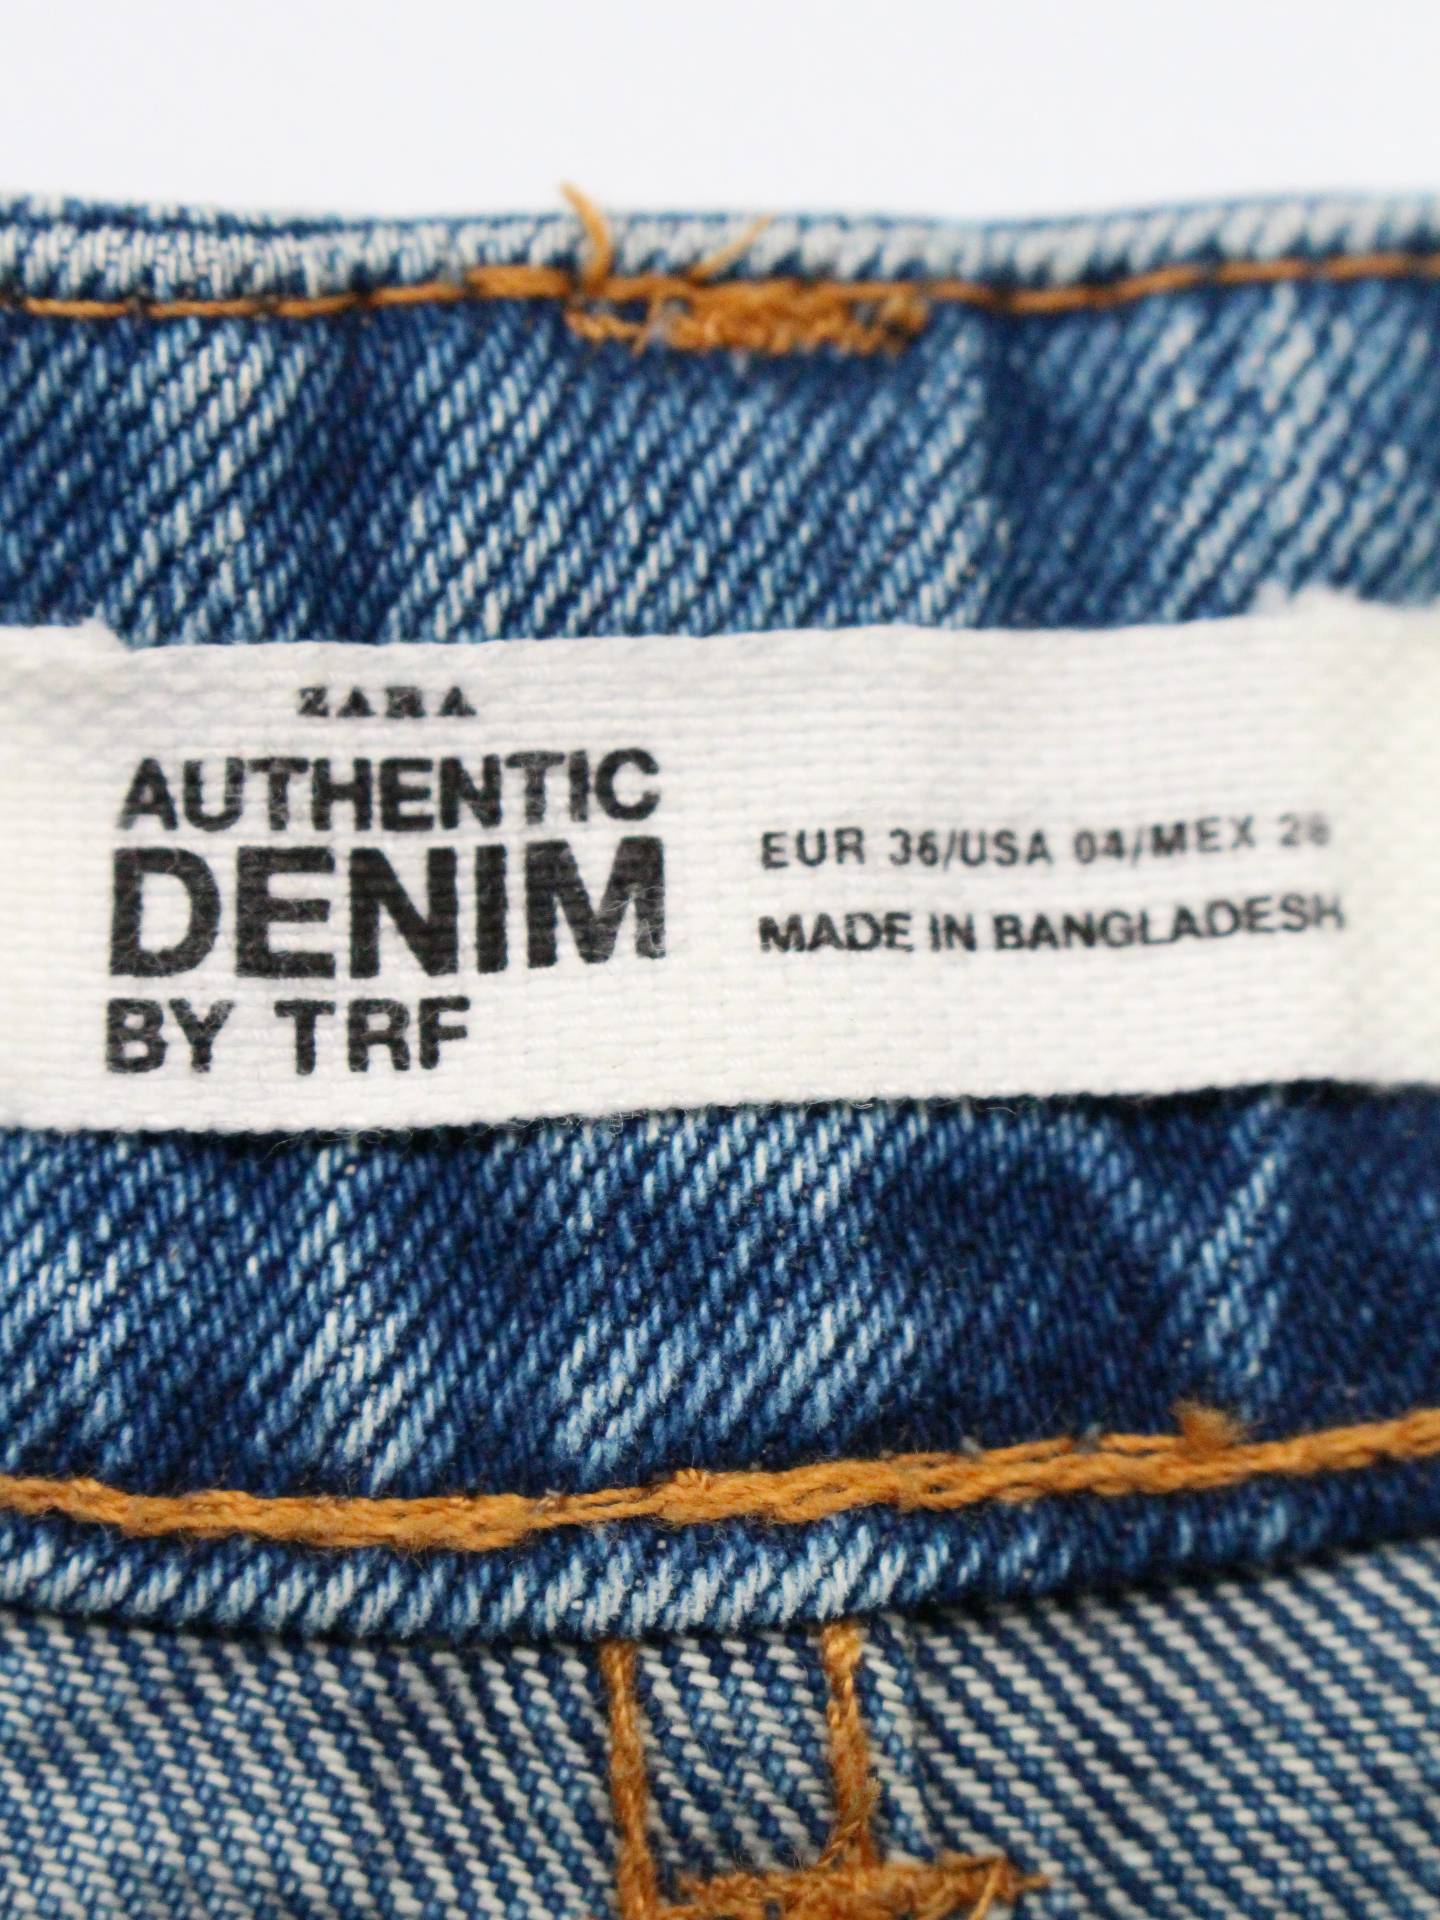 ZARA
AUTHENTIC
DENIM
BY TRF
EUR 36/USA 04/MEX 26
MADE IN BANGLADESH